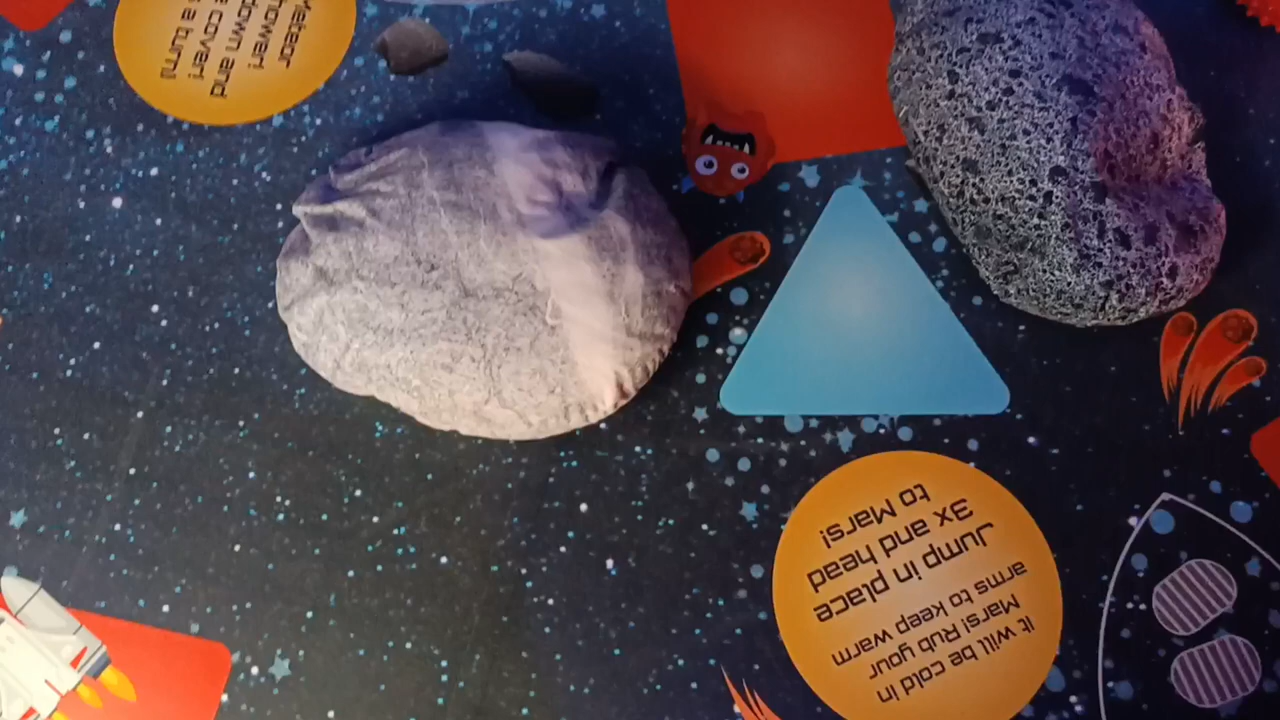 Meteor
down and
cover!
a turn!
It will be cold in
Mars! Rub your
arms to keep warm
Jump in place
3x and head
to Mars!